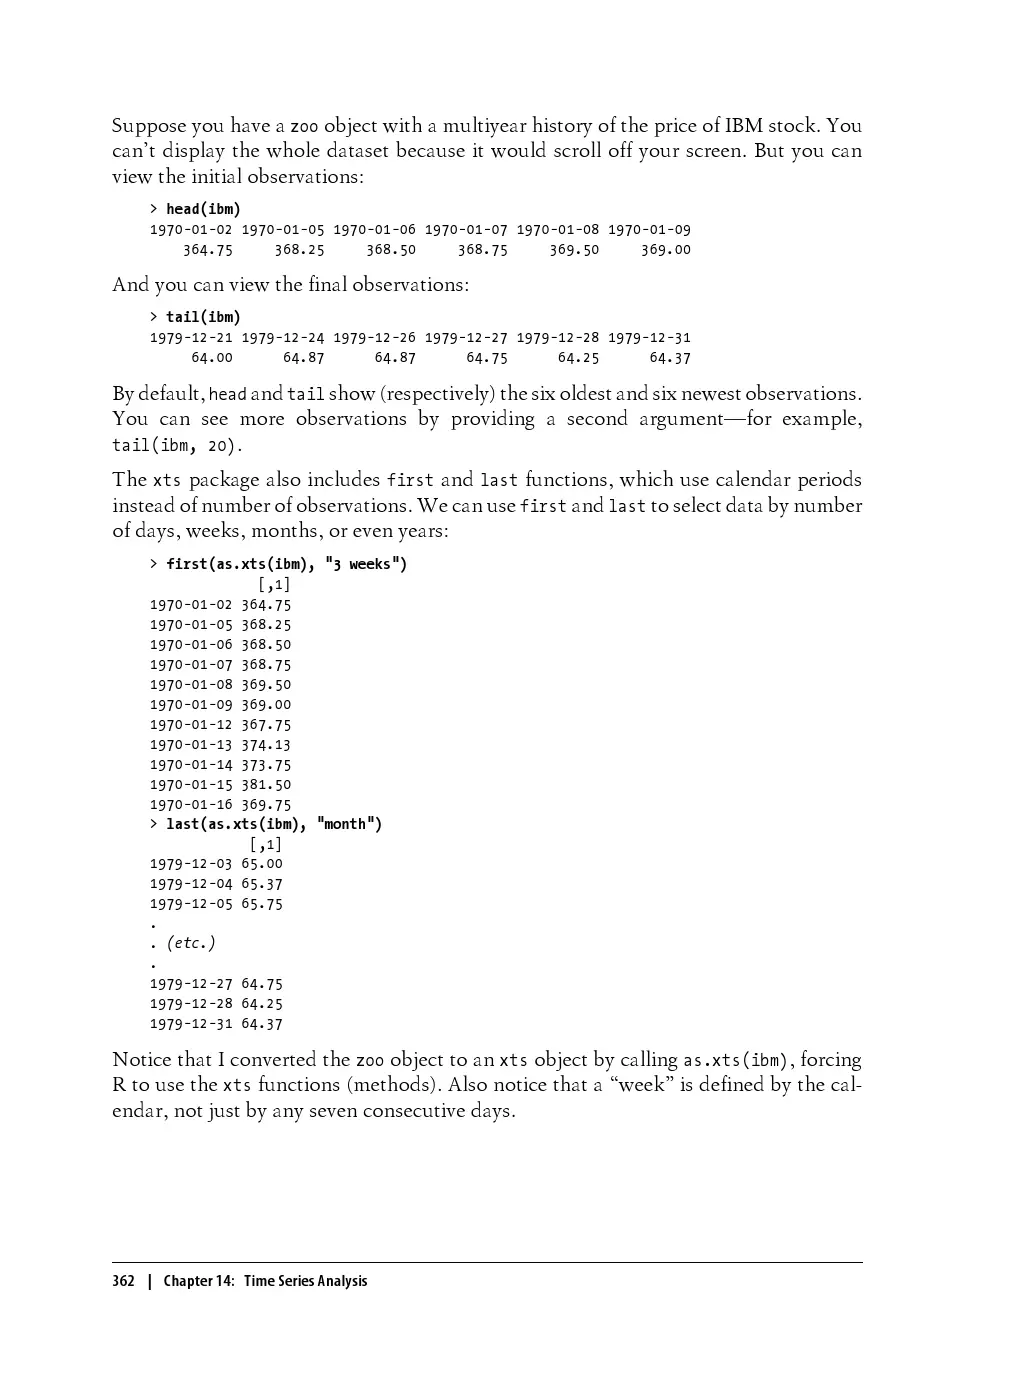 Suppose you have a zoo object with a multiyear history of the price of IBM stock. You
can't display the whole dataset because it would scroll off your screen. But you can
view the initial observations:
> head(ibm)
1970-01-02 1970-01-05 1970-01-06 1970-01-07 1970-01-08 1970-01-09
    364.75     368.25     368.50     368.75     369.50     369.00
And you can view the final observations:
> tail(ibm)
1979-12-21 1979-12-24 1979-12-26 1979-12-27 1979-12-28 1979-12-31
     64.00      64.87      64.87      64.75      64.25      64.37
By default, head and tail show (respectively) the six oldest and six newest observations.
You can see more observations by providing a second argument—for example,
tail(ibm, 20).
The xts package also includes first and last functions, which use calendar periods
instead of number of observations. We can use first and last to select data by number
of days, weeks, months, or even years:
> first(as.xts(ibm), "3 weeks")
             [,1]
1970-01-02 364.75
1970-01-05 368.25
1970-01-06 368.50
1970-01-07 368.75
1970-01-08 369.50
1970-01-09 369.00
1970-01-12 367.75
1970-01-13 374.13
1970-01-14 373.75
1970-01-15 381.50
1970-01-16 369.75
> last(as.xts(ibm), "month")
            [,1]
1979-12-03 65.00
1979-12-04 65.37
1979-12-05 65.75
.
. (etc.)
.
1979-12-27 64.75
1979-12-28 64.25
1979-12-31 64.37
Notice that I converted the zoo object to an xts object by calling as.xts(ibm), forcing
R to use the xts functions (methods). Also notice that a “week” is defined by the cal-
endar, not just by any seven consecutive days.
362 | Chapter 14: Time Series Analysis